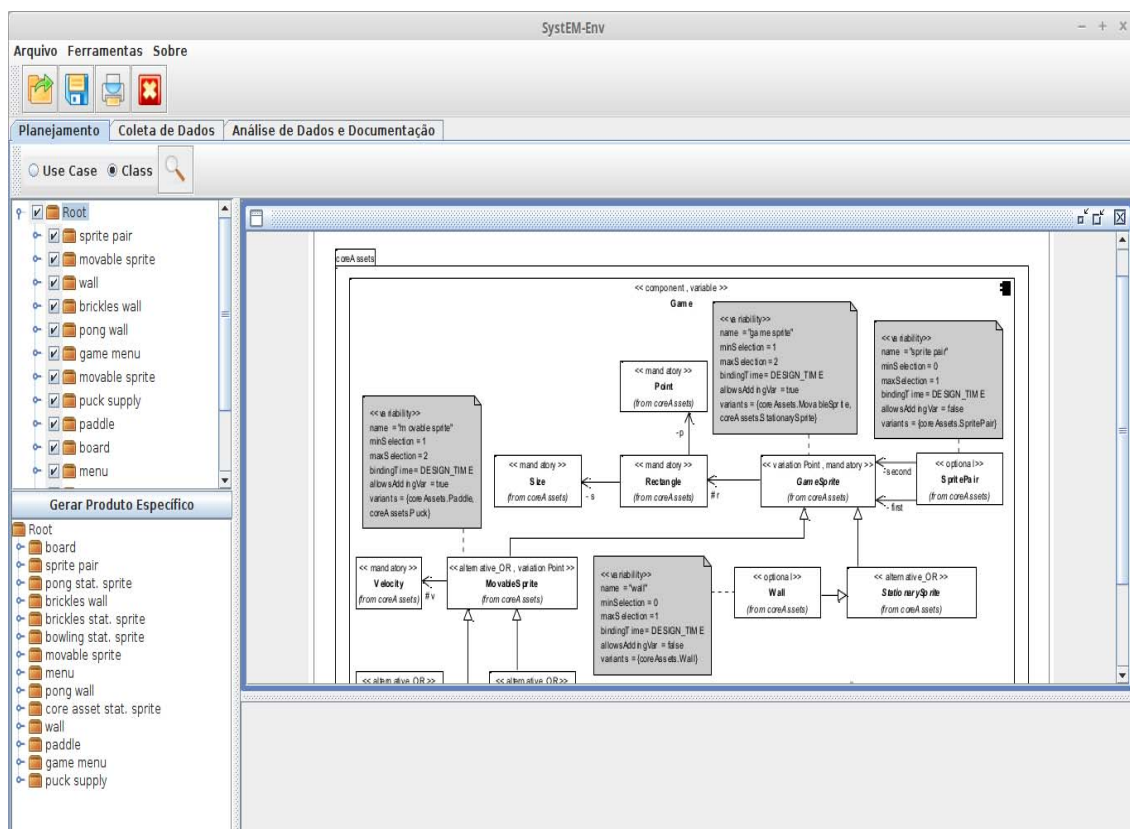 SystEM-Env
Arquivo Ferramentas Sobre
Planejamento Coleta de Dados Análise de Dados e Documentação
Use Case Class
Root
sprite pair
movable sprite
wall
brickles wall
pong wall
game menu
movable sprite
puck supply
paddle
board
menu
Gerar Produto Específico
Root
board
sprite pair
pong stat. sprite
brickles wall
brickles stat. sprite
bowling stat. sprite
movable sprite
menu
pong wall
core asset stat. sprite
wall
paddle
game menu
puck supply
coreAssets
<< component , variable >>
Game
<< variability>>
name = "game sprite"
minSelection = 1
maxSelection = 2
bindingTime = DESIGN_TIME
allowsAddingVar = true
variants = {coreAssets.MovableSprite,
coreAssets.StationarySprite}
<< variability>>
name = "sprite pair"
minSelection = 0
maxSelection = 1
bindingTime = DESIGN_TIME
allowsAddingVar = false
variants = {coreAssets.SpritePair}
<< mandatory >>
Point
(from coreAssets)
-p
<< variability>>
name = "movable sprite"
minSelection = 1
maxSelection = 2
bindingTime = DESIGN_TIME
allowsAddingVar = true
variants = {coreAssets.Paddle,
coreAssets.Puck}
<< mandatory >>
Size
(from coreAssets)
- s
<< mandatory >>
Rectangle
(from coreAssets)
#r
<< variation Point , mandatory >>
GameSprite
(from coreAssets)
-second
- first
<< optional>>
SpritePair
(from coreAssets)
<< mandatory >>
Velocity
(from coreAssets)
#v
<< alternative_OR , variation Point >>
MovableSprite
(from coreAssets)
<< variability>>
name = "wall"
minSelection = 0
maxSelection = 1
bindingTime = DESIGN_TIME
allowsAddingVar = false
variants = {coreAssets.Wall}
<< optional>>
Wall
(from coreAssets)
<< alternative_OR >>
StationarySprite
(from coreAssets)
<< alternative_OR >>
<< alternative_OR >>